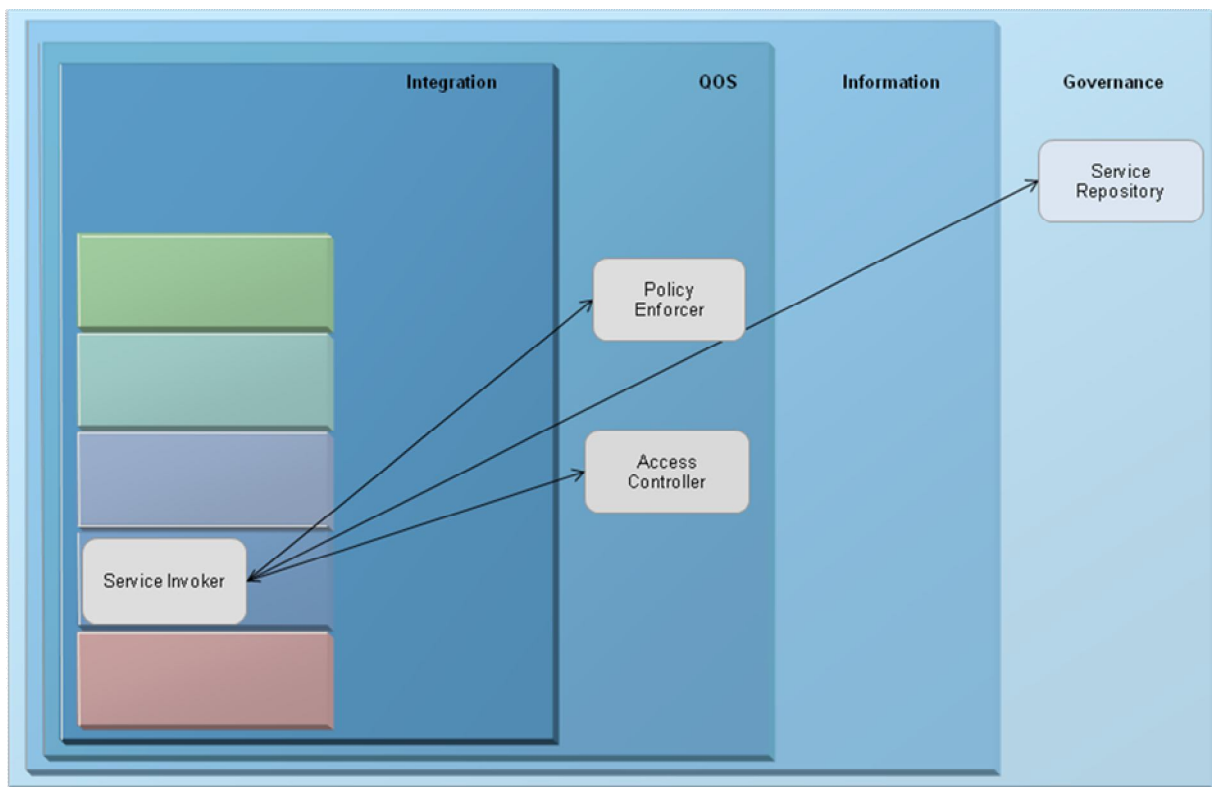 Integration
QOS
Information
Governance
Service
Repository
Policy
Enforcer
Access
Controller
Service Invoker